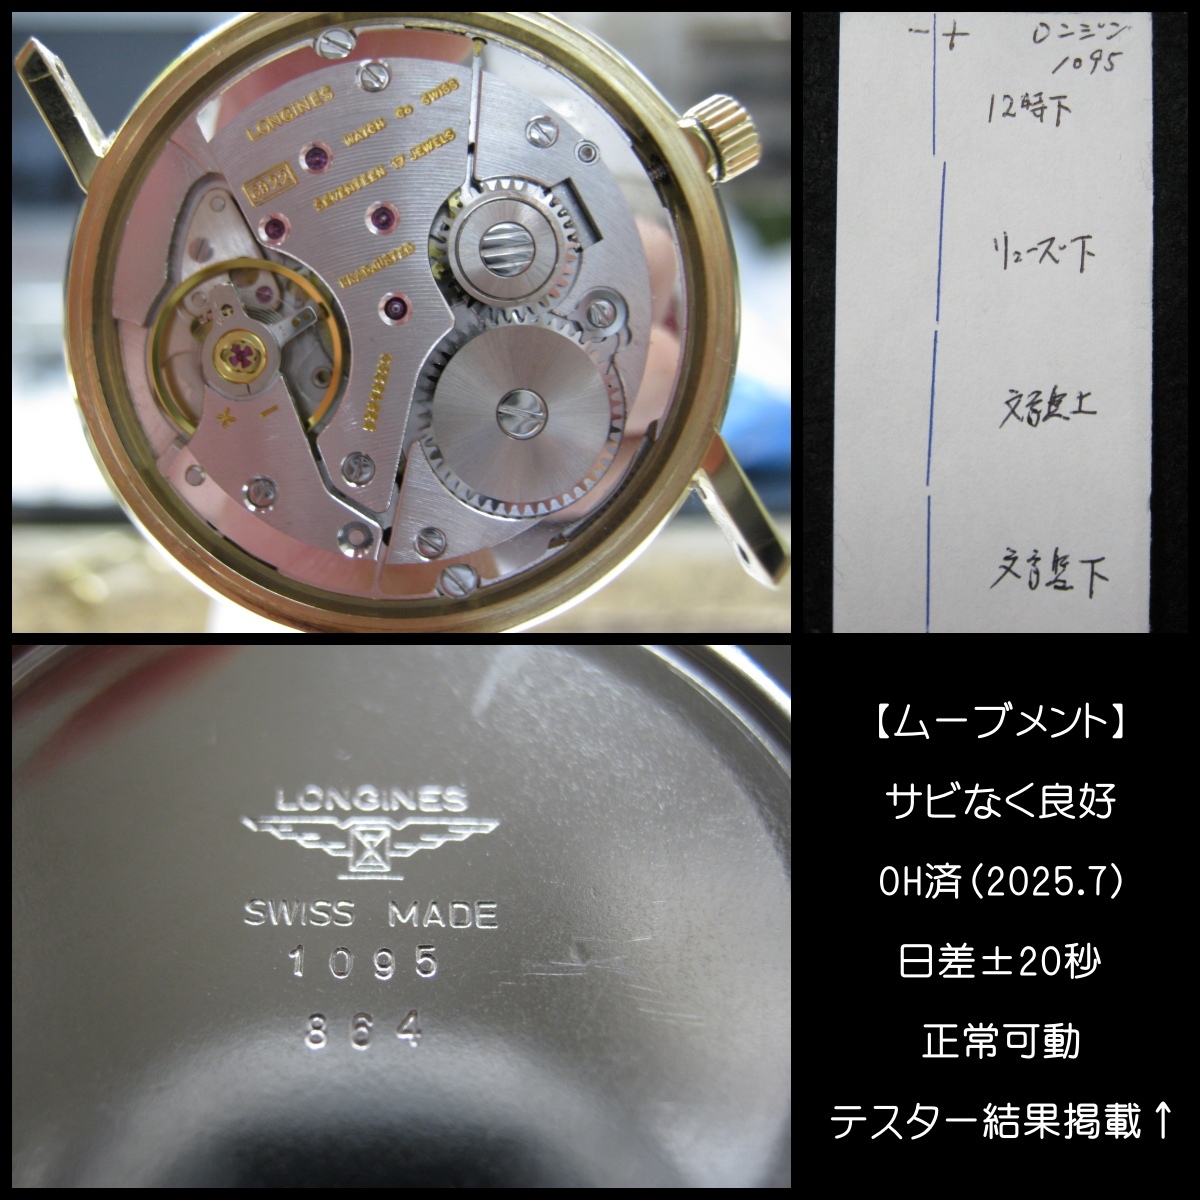 LONGINES
WATCH Co SWISS
6922
SEVENTEEN 17 JEWELS
UNADJUSTED
+ -
- +
ロンジン
1095
12時下
リューズ下
文字盤上
文字盤下
LONGINES
SWISS MADE
1095
864
【ムーブメント】
サビなく良好
OH済(2025.7)
日差±20秒
正常可動
テスター結果掲載↑